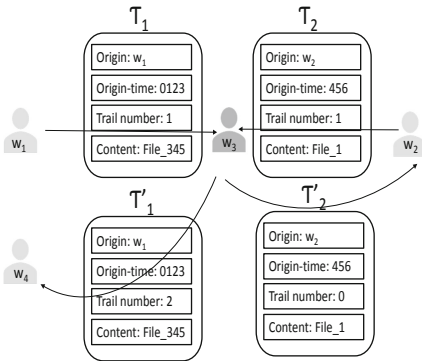 𝒯₁
Origin: w₁
Origin-time: 0123
Trail number: 1
Content: File_345
𝒯₂
Origin: w₂
Origin-time: 456
Trail number: 1
Content: File_1
w₁
w₃
w₂
𝒯'₁
Origin: w₁
Origin-time: 0123
Trail number: 2
Content: File_345
𝒯'₂
Origin: w₂
Origin-time: 456
Trail number: 0
Content: File_1
w₄